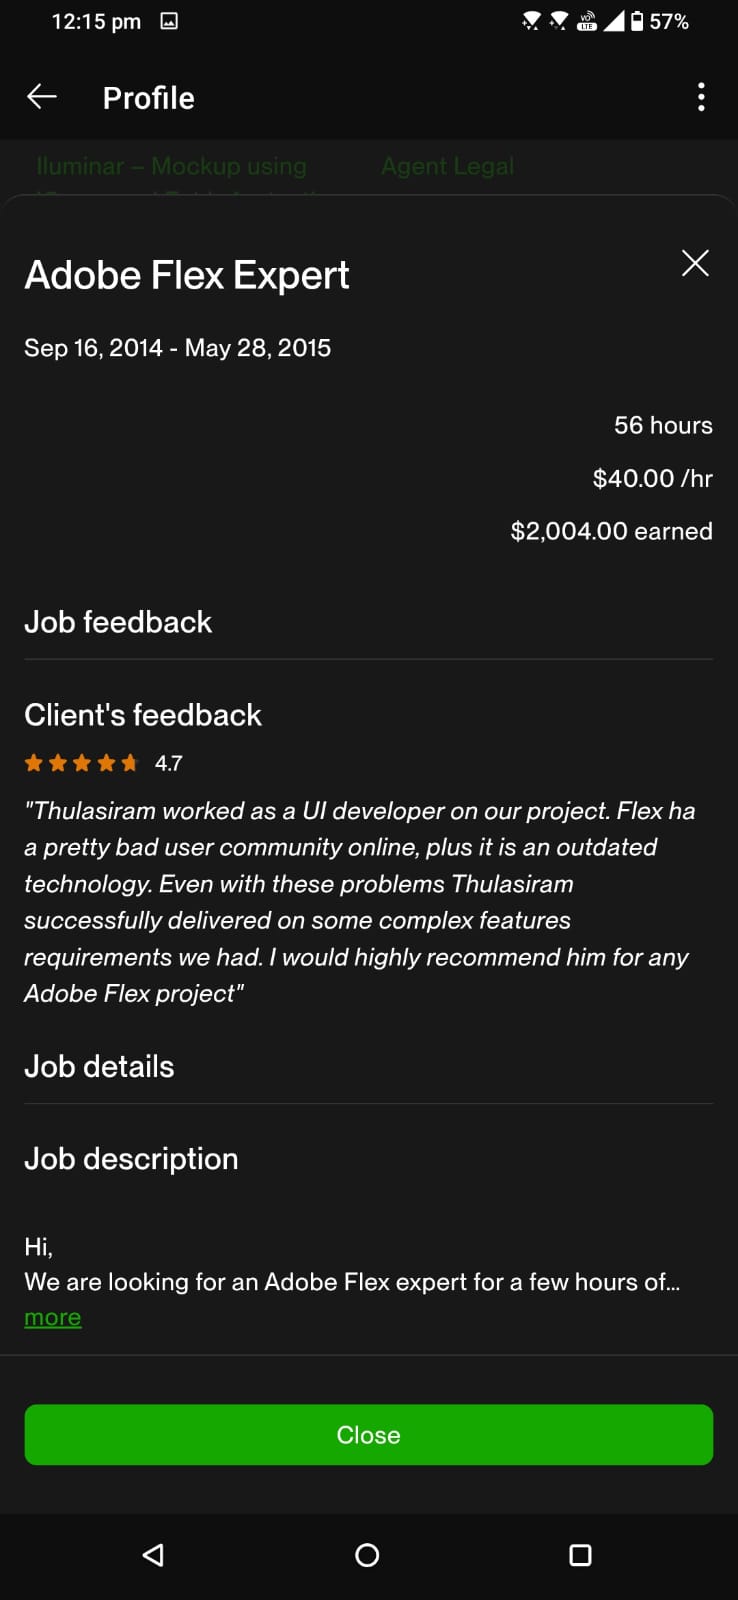 12:15 pm
57%
Profile
Iluminar – Mockup using
Agent Legal
Adobe Flex Expert
Sep 16, 2014 - May 28, 2015
56 hours
$40.00 /hr
$2,004.00 earned
Job feedback
Client's feedback
4.7
"Thulasiram worked as a UI developer on our project. Flex ha
a pretty bad user community online, plus it is an outdated
technology. Even with these problems Thulasiram
successfully delivered on some complex features
requirements we had. I would highly recommend him for any
Adobe Flex project"
Job details
Job description
Hi,
We are looking for an Adobe Flex expert for a few hours of...
more
Close